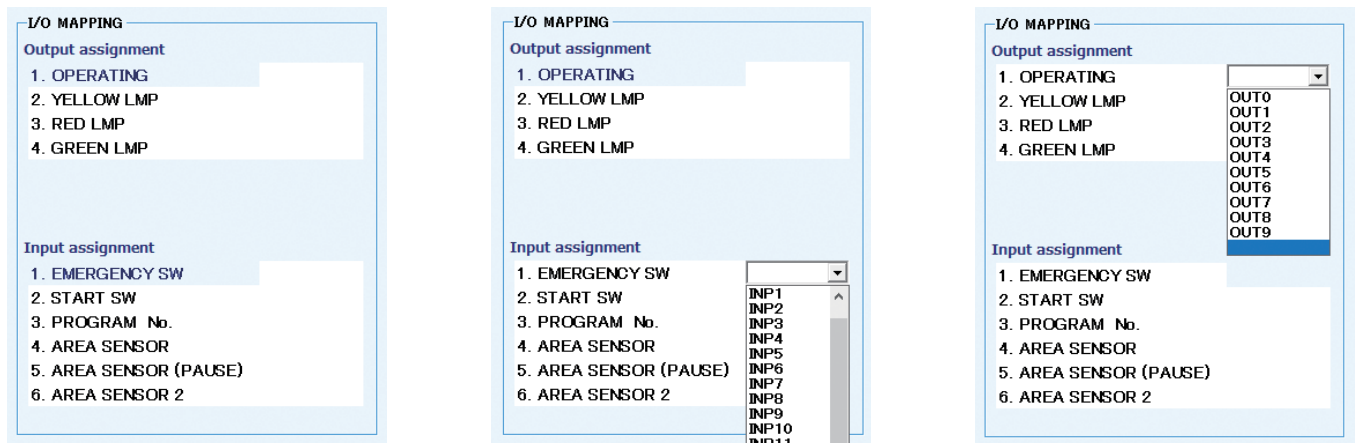 I/O MAPPING
Output assignment
1. OPERATING
2. YELLOW LMP
3. RED LMP
4. GREEN LMP
Input assignment
1. EMERGENCY SW
2. START SW
3. PROGRAM No.
4. AREA SENSOR
5. AREA SENSOR (PAUSE)
6. AREA SENSOR 2
I/O MAPPING
Output assignment
1. OPERATING
2. YELLOW LMP
3. RED LMP
4. GREEN LMP
Input assignment
1. EMERGENCY SW
2. START SW
3. PROGRAM No.
4. AREA SENSOR
5. AREA SENSOR (PAUSE)
6. AREA SENSOR 2
INP1
INP2
INP3
INP4
INP5
INP6
INP7
INP8
INP9
INP10
INP11
I/O MAPPING
Output assignment
1. OPERATING
2. YELLOW LMP
3. RED LMP
4. GREEN LMP
OUT0
OUT1
OUT2
OUT3
OUT4
OUT5
OUT6
OUT7
OUT8
OUT9
Input assignment
1. EMERGENCY SW
2. START SW
3. PROGRAM No.
4. AREA SENSOR
5. AREA SENSOR (PAUSE)
6. AREA SENSOR 2